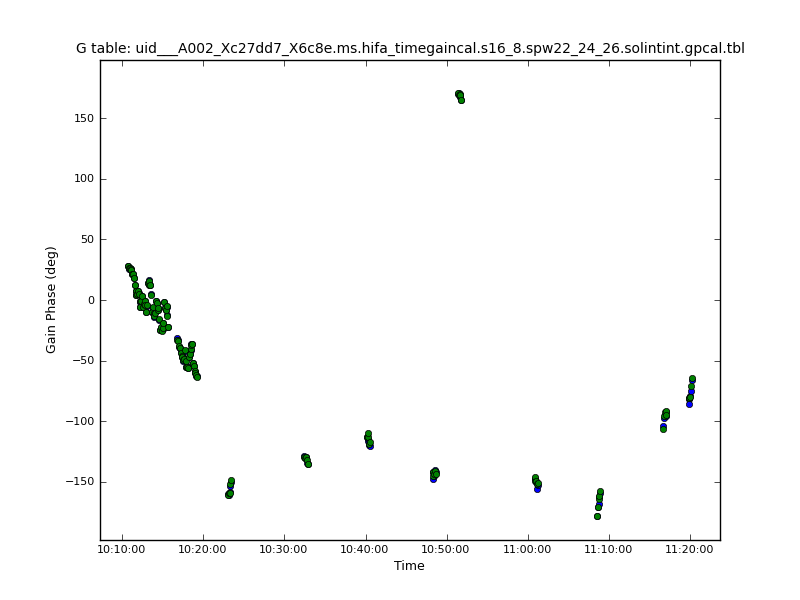 G table: uid___A002_Xc27dd7_X6c8e.ms.hifa_timegaincal.s16_8.spw22_24_26.solintint.gpcal.tbl
150
100
50
0
−50
−100
−150
Gain Phase (deg)
10:10:00 10:20:00 10:30:00 10:40:00 10:50:00 11:00:00 11:10:00 11:20:00
Time